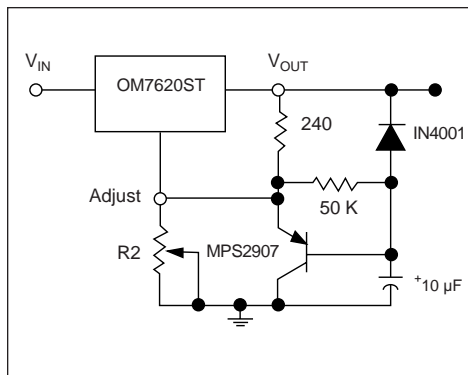 V_IN
OM7620ST
V_OUT
240
IN4001
Adjust
50 K
R2
MPS2907
+10 µF